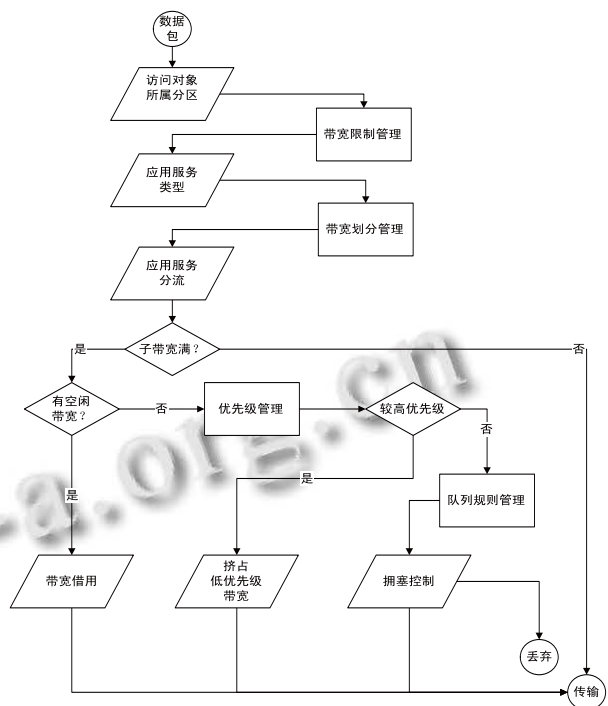 数据
包
访问对象
所属分区
带宽限制管理
应用服务
类型
带宽划分管理
应用服务
分流
子带宽满？
是
否
有空闲
带宽？
否
优先级管理
较高优先级
否
是
是
队列规则管理
带宽借用
挤占
低优先级
带宽
拥塞控制
丢弃
传输
-a.org.cn